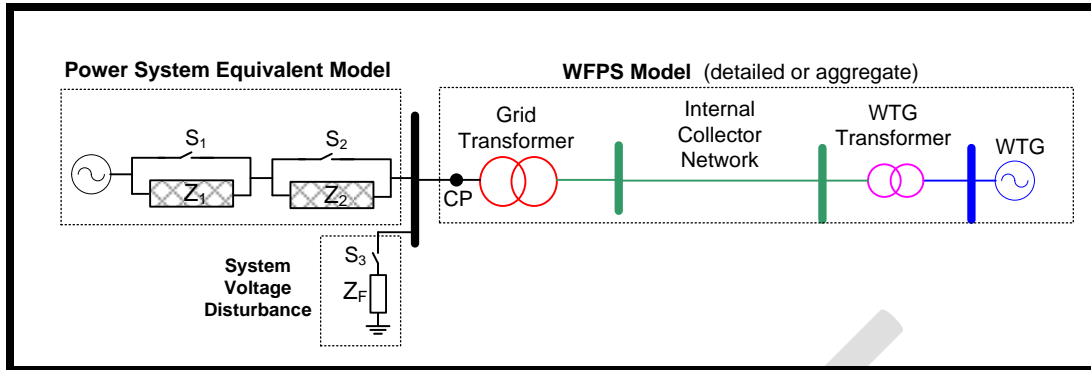 Power System Equivalent Model
WFPS Model (detailed or aggregate)
S1
S2
Z1
Z2
CP
Grid
Transformer
Internal
Collector
Network
WTG
Transformer
WTG
System
Voltage
Disturbance
S3
ZF